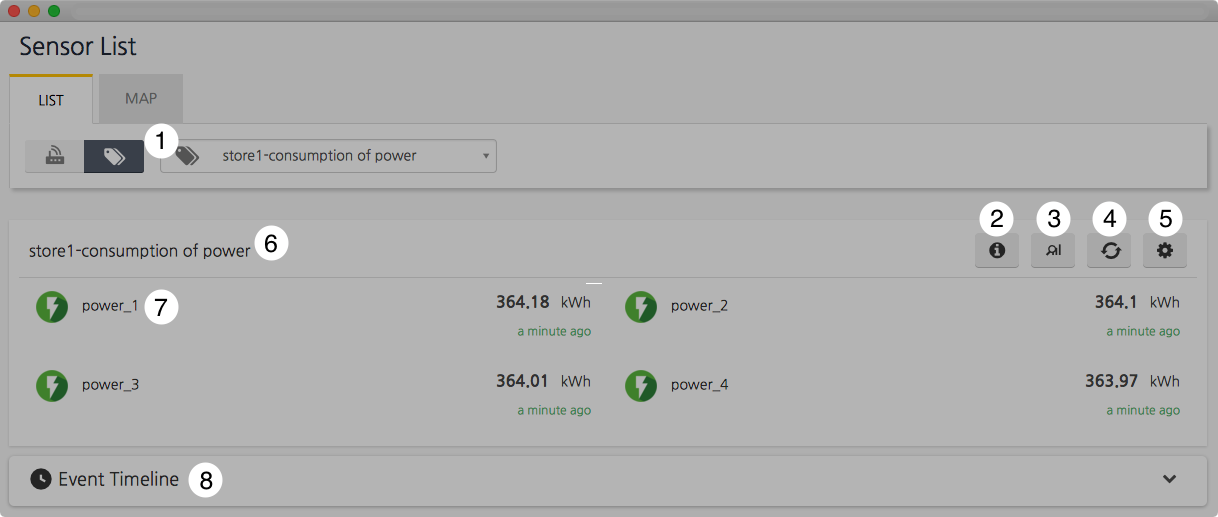 Sensor List
LIST MAP
1 store1-consumption of power
2 3 4 5
store1-consumption of power 6
power_1 7 364.18 kWh power_2 364.1 kWh
a minute ago a minute ago
power_3 364.01 kWh power_4 363.97 kWh
a minute ago a minute ago
Event Timeline 8